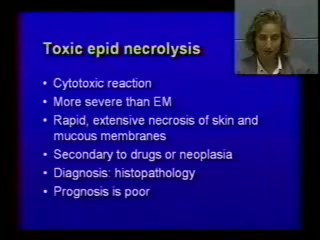 Toxic epid necrolysis
• Cytotoxic reaction
• More severe than EM
• Rapid, extensive necrosis of skin and
mucous membranes
• Secondary to drugs or neoplasia
• Diagnosis: histopathology
• Prognosis is poor